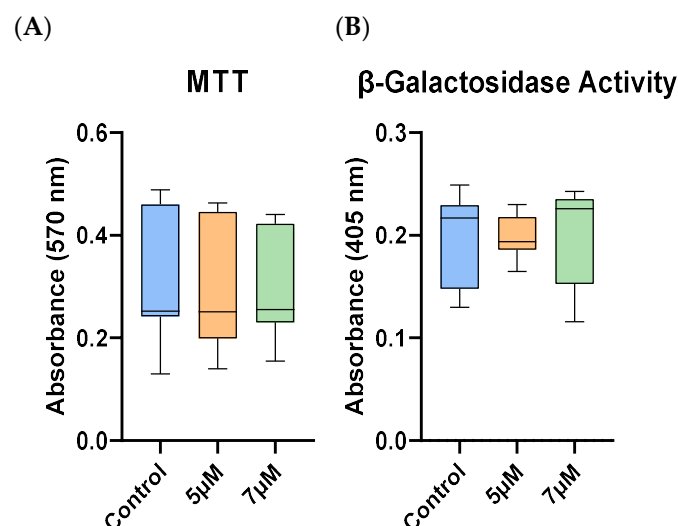 (A)
MTT
Absorbance (570 nm)
0.6
0.4
0.2
0.0
Control
5μM
7μM
(B)
β-Galactosidase Activity
Absorbance (405 nm)
0.3
0.2
0.1
0.0
Control
5μM
7μM